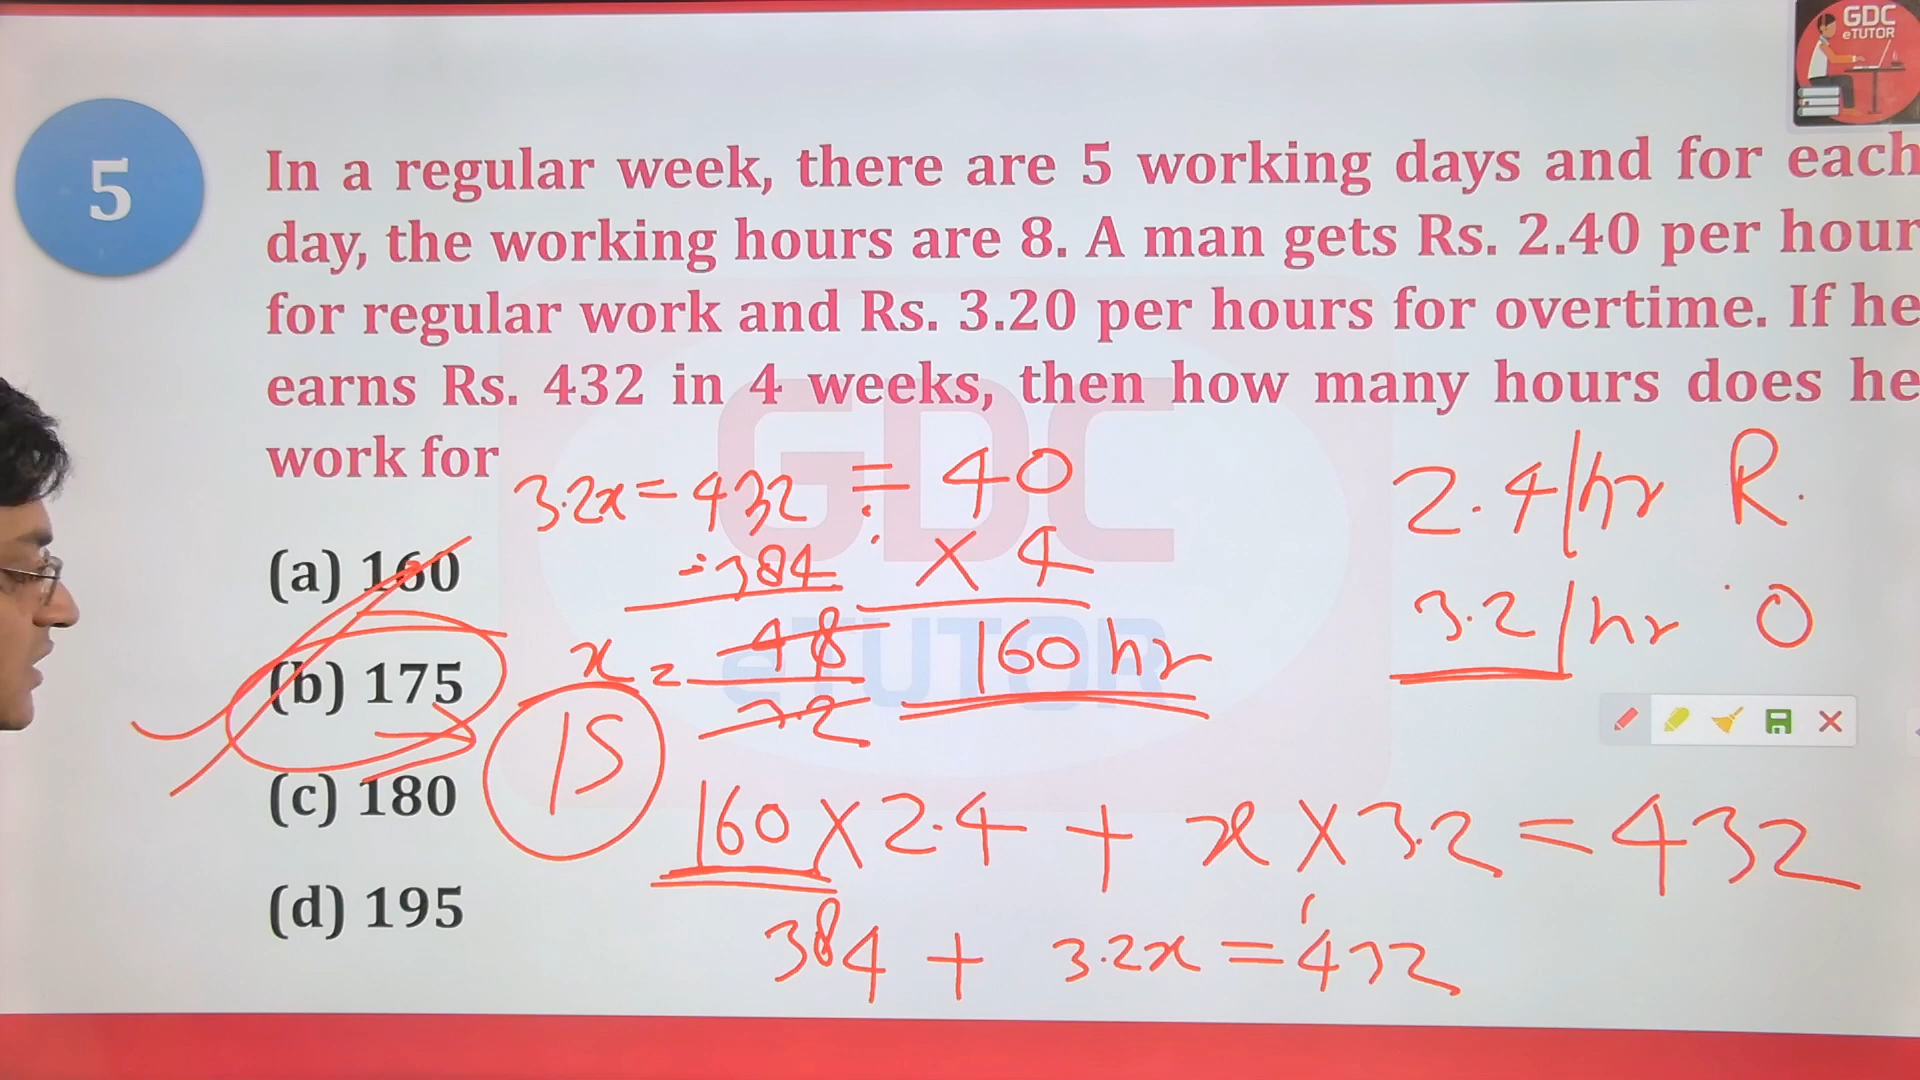 GDC
eTUTOR
5
In a regular week, there are 5 working days and for each
day, the working hours are 8. A man gets Rs. 2.40 per hour
for regular work and Rs. 3.20 per hours for overtime. If he
earns Rs. 432 in 4 weeks, then how many hours does he
work for
GDC
eTUTOR
3.2x = 432
- 384
x = 48
3.2
15
= 40
× 4
160 hr
2.4/hr R.
3.2/hr O
(a) 160
(b) 175
(c) 180
(d) 195
160 × 2.4 + x × 3.2 = 432
384 + 3.2x = 432